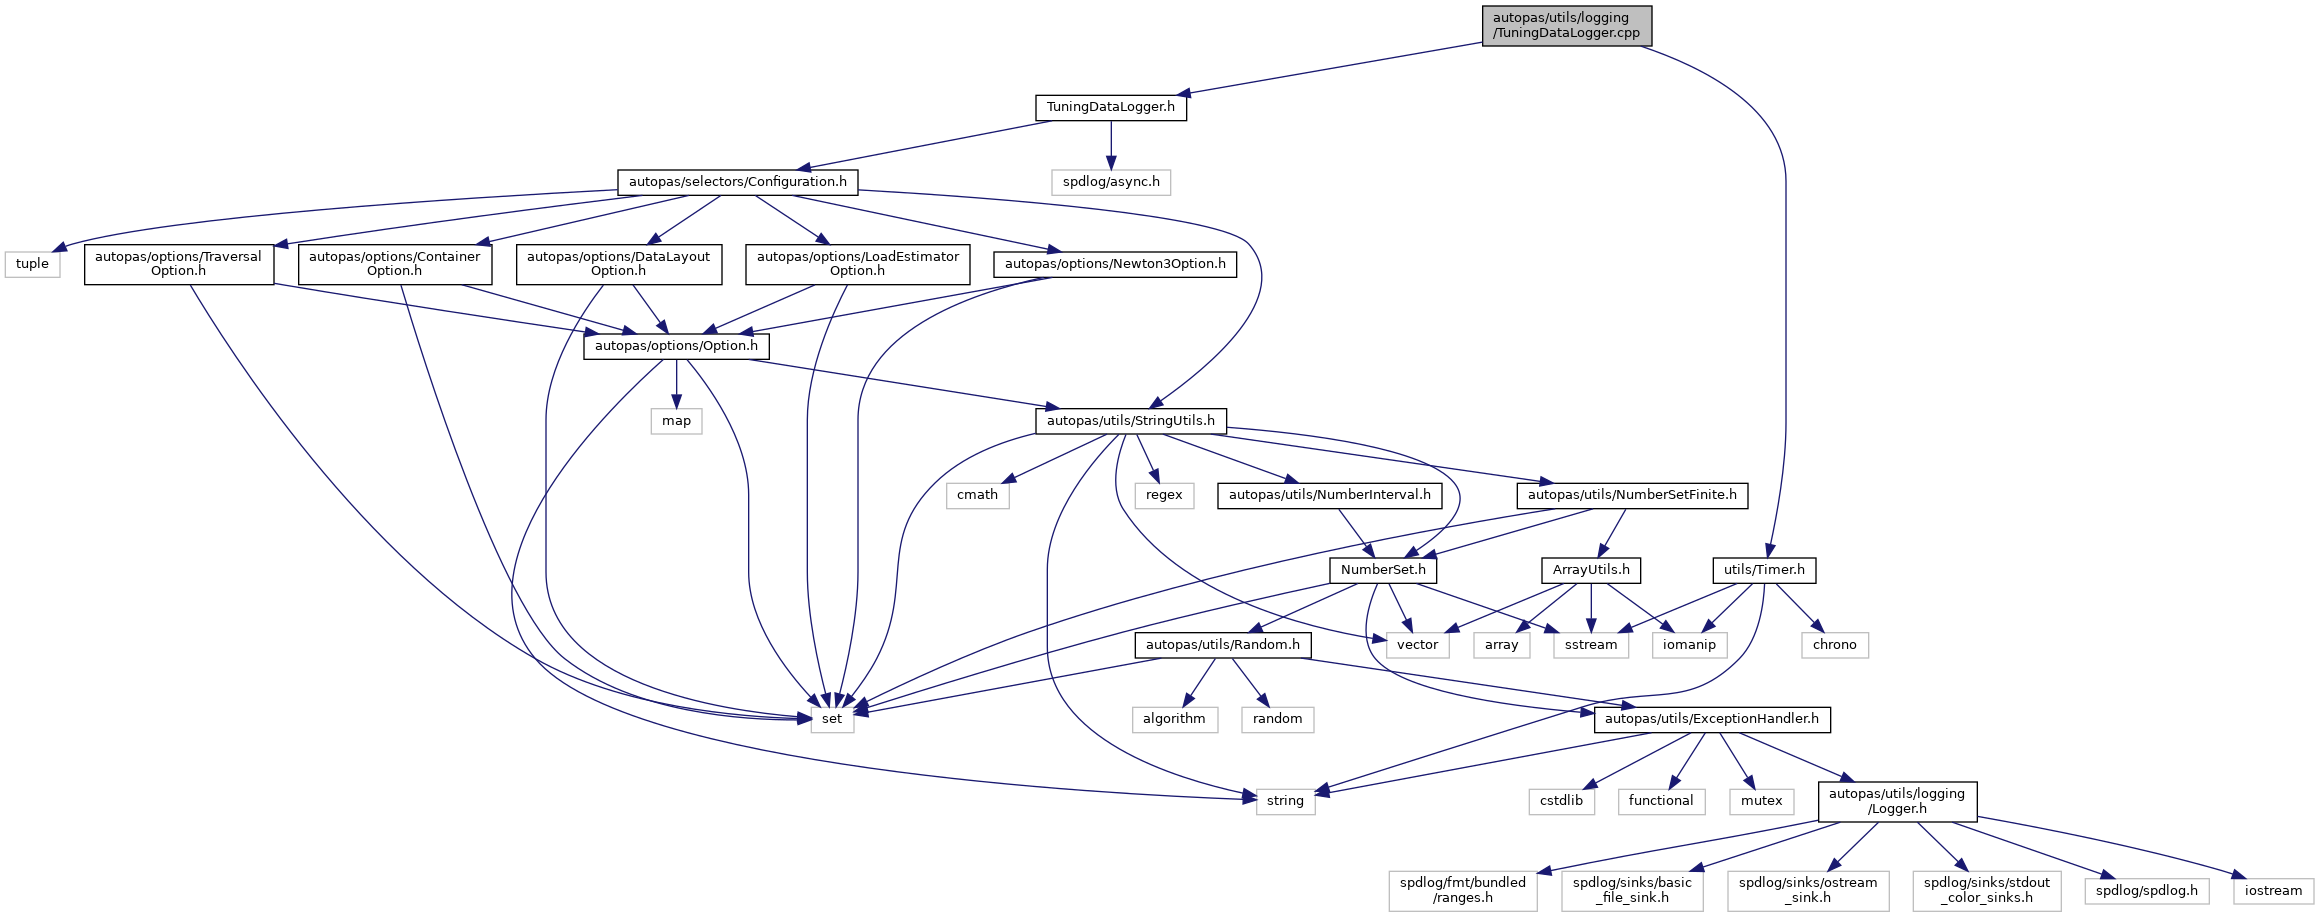 autopas/utils/logging
/TuningDataLogger.cpp
TuningDataLogger.h
autopas/selectors/Configuration.h
spdlog/async.h
tuple
autopas/options/Traversal
Option.h
autopas/options/Container
Option.h
autopas/options/DataLayout
Option.h
autopas/options/LoadEstimator
Option.h
autopas/options/Newton3Option.h
autopas/options/Option.h
map
autopas/utils/StringUtils.h
cmath
regex
autopas/utils/NumberInterval.h
autopas/utils/NumberSetFinite.h
NumberSet.h
ArrayUtils.h
utils/Timer.h
autopas/utils/Random.h
vector
array
sstream
iomanip
chrono
set
algorithm
random
autopas/utils/ExceptionHandler.h
string
cstdlib
functional
mutex
autopas/utils/logging
/Logger.h
spdlog/fmt/bundled
/ranges.h
spdlog/sinks/basic
_file_sink.h
spdlog/sinks/ostream
_sink.h
spdlog/sinks/stdout
_color_sinks.h
spdlog/spdlog.h
iostream